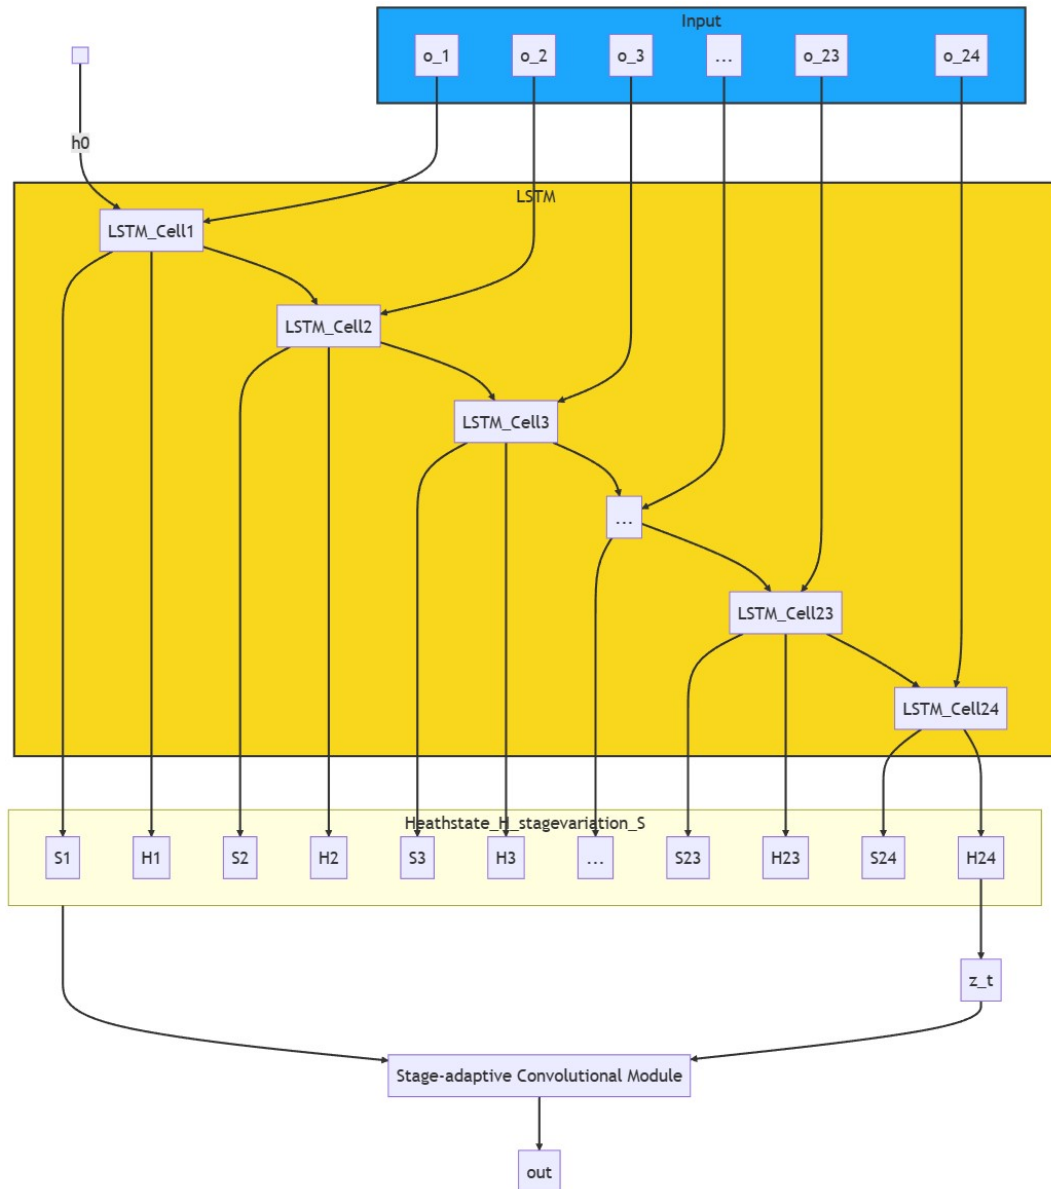 Input
o_1
o_2
o_3
...
o_23
o_24
h0
LSTM
LSTM_Cell1
LSTM_Cell2
LSTM_Cell3
...
LSTM_Cell23
LSTM_Cell24
Heathstate_H_stagevariation_S
S1
H1
S2
H2
S3
H3
...
S23
H23
S24
H24
z_t
Stage-adaptive Convolutional Module
out